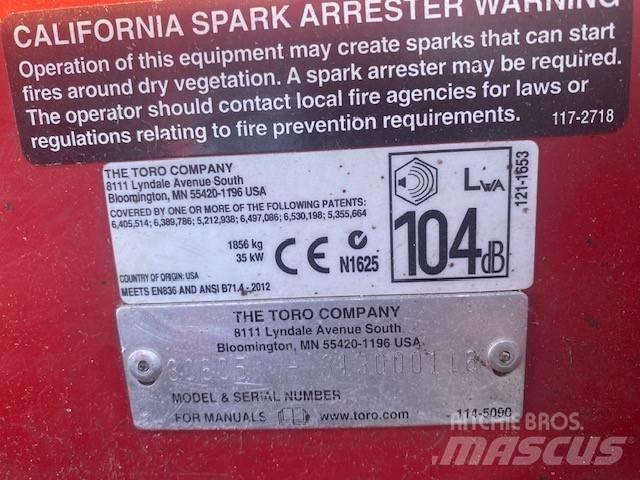 CALIFORNIA SPARK ARRESTER WARNING
Operation of this equipment may create sparks that can start
fires around dry vegetation. A spark arrester may be required.
The operator should contact local fire agencies for laws or
regulations relating to fire prevention requirements.
117-2718
THE TORO COMPANY
8111 Lyndale Avenue South
Bloomington, MN 55420-1196 USA
COVERED BY ONE OR MORE OF THE FOLLOWING PATENTS:
6,405,514; 6,389,786; 5,212,938; 6,497,086; 6,530,198; 5,355,664
1856 kg
35 kW
CE
N1625
COUNTRY OF ORIGIN: USA
MEETS EN836 AND ANSI B71.4 - 2012
LWA
104dB
121-1653
THE TORO COMPANY
8111 Lyndale Avenue South
Bloomington, MN 55420-1196 USA
MODEL & SERIAL NUMBER
FOR MANUALS www.toro.com
114-5090
RITCHIE BROS.
MASCUS